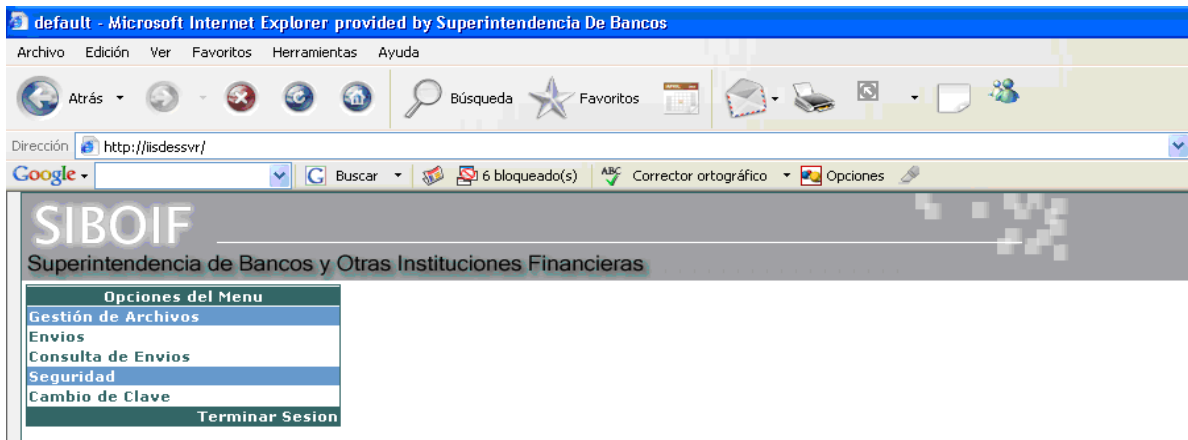 default - Microsoft Internet Explorer provided by Superintendencia De Bancos
Archivo Edición Ver Favoritos Herramientas Ayuda
Atrás Búsqueda Favoritos
Dirección http://iisdessvr/
Google G Buscar 6 bloqueado(s) ABC Corrector ortográfico Opciones
SIBOIF
Superintendencia de Bancos y Otras Instituciones Financieras
Opciones del Menu
Gestión de Archivos
Envios
Consulta de Envios
Seguridad
Cambio de Clave
Terminar Sesion